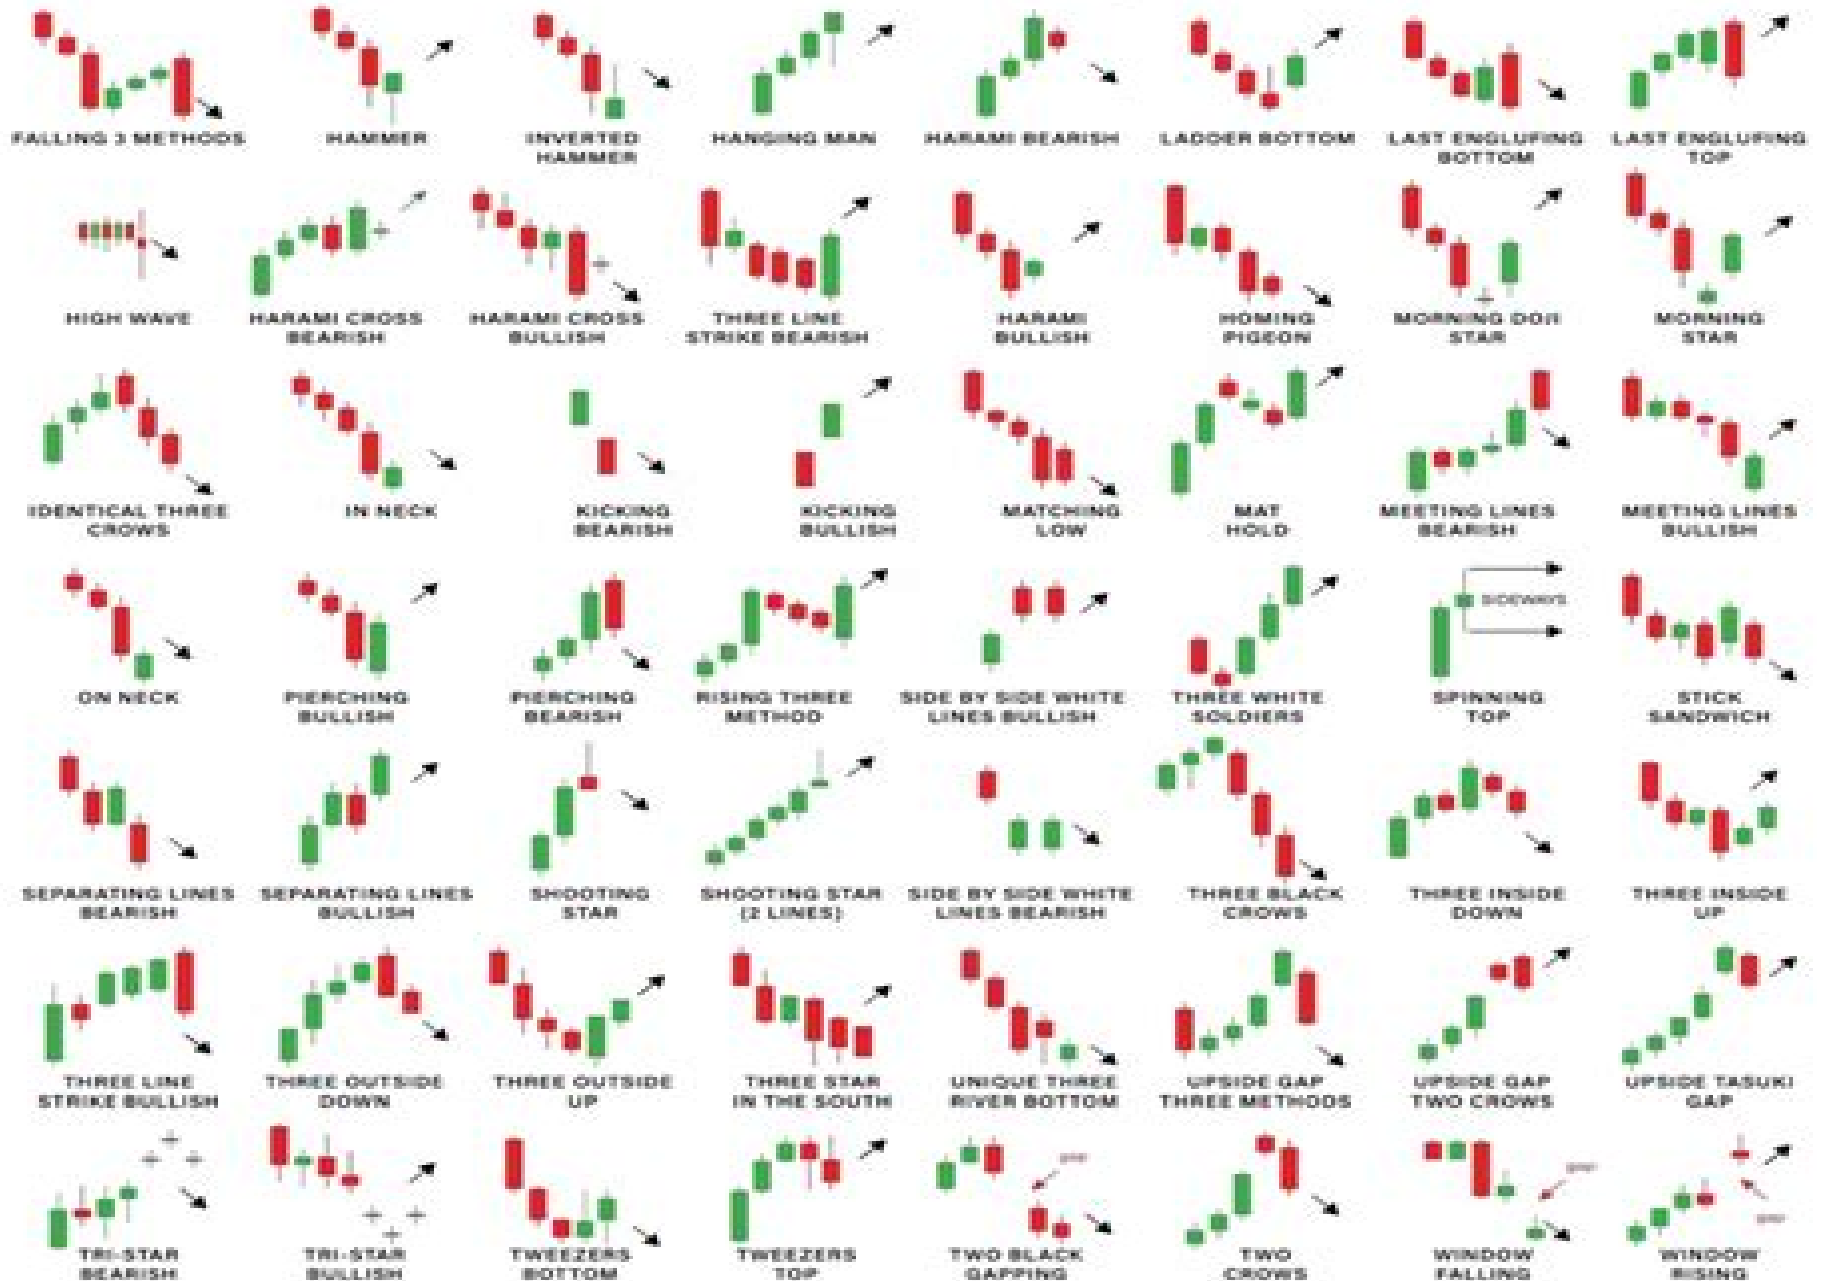 FALLING 3 METHODS
HAMMER
INVERTED
HAMMER
HANGING MAN
HARAMI BEARISH
LADDER BOTTOM
LAST ENGLUFING
BOTTOM
LAST ENGLUFING
TOP
HIGH WAVE
HARAMI CROSS
BEARISH
HARAMI CROSS
BULLISH
THREE LINE
STRIKE BEARISH
HARAMI
BULLISH
HOMING
PIGEON
MORNING DOJI
STAR
MORNING
STAR
IDENTICAL THREE
CROWS
IN NECK
KICKING
BEARISH
KICKING
BULLISH
MATCHING
LOW
MAT
HOLD
MEETING LINES
BEARISH
MEETING LINES
BULLISH
ON NECK
PIERCHING
BULLISH
PIERCHING
BEARISH
RISING THREE
METHOD
SIDE BY SIDE WHITE
LINES BULLISH
THREE WHITE
SOLDIERS
SIDEWAYS
SPINNING
TOP
STICK
SANDWICH
SEPARATING LINES
BEARISH
SEPARATING LINES
BULLISH
SHOOTING
STAR
SHOOTING STAR
(2 LINES)
SIDE BY SIDE WHITE
LINES BEARISH
THREE BLACK
CROWS
THREE INSIDE
DOWN
THREE INSIDE
UP
THREE LINE
STRIKE BULLISH
THREE OUTSIDE
DOWN
THREE OUTSIDE
UP
THREE STAR
IN THE SOUTH
UNIQUE THREE
RIVER BOTTOM
UPSIDE GAP
THREE METHODS
UPSIDE GAP
TWO CROWS
UPSIDE TASUKI
GAP
TRI-STAR
BEARISH
TRI-STAR
BULLISH
TWEEZERS
BOTTOM
TWEEZERS
TOP
TWO BLACK
GAPPING
TWO
CROWS
WINDOW
FALLING
WINDOW
RISING